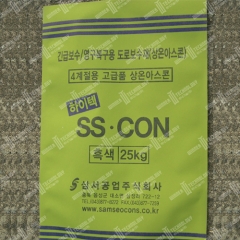 긴급보수/영구복구용 도로보수재(상온아스콘)
4계절용 고급품 상온아스콘
하이텍
SS·CON
흑색 25kg
삼서공업주식회사
www.samseocons.co.kr